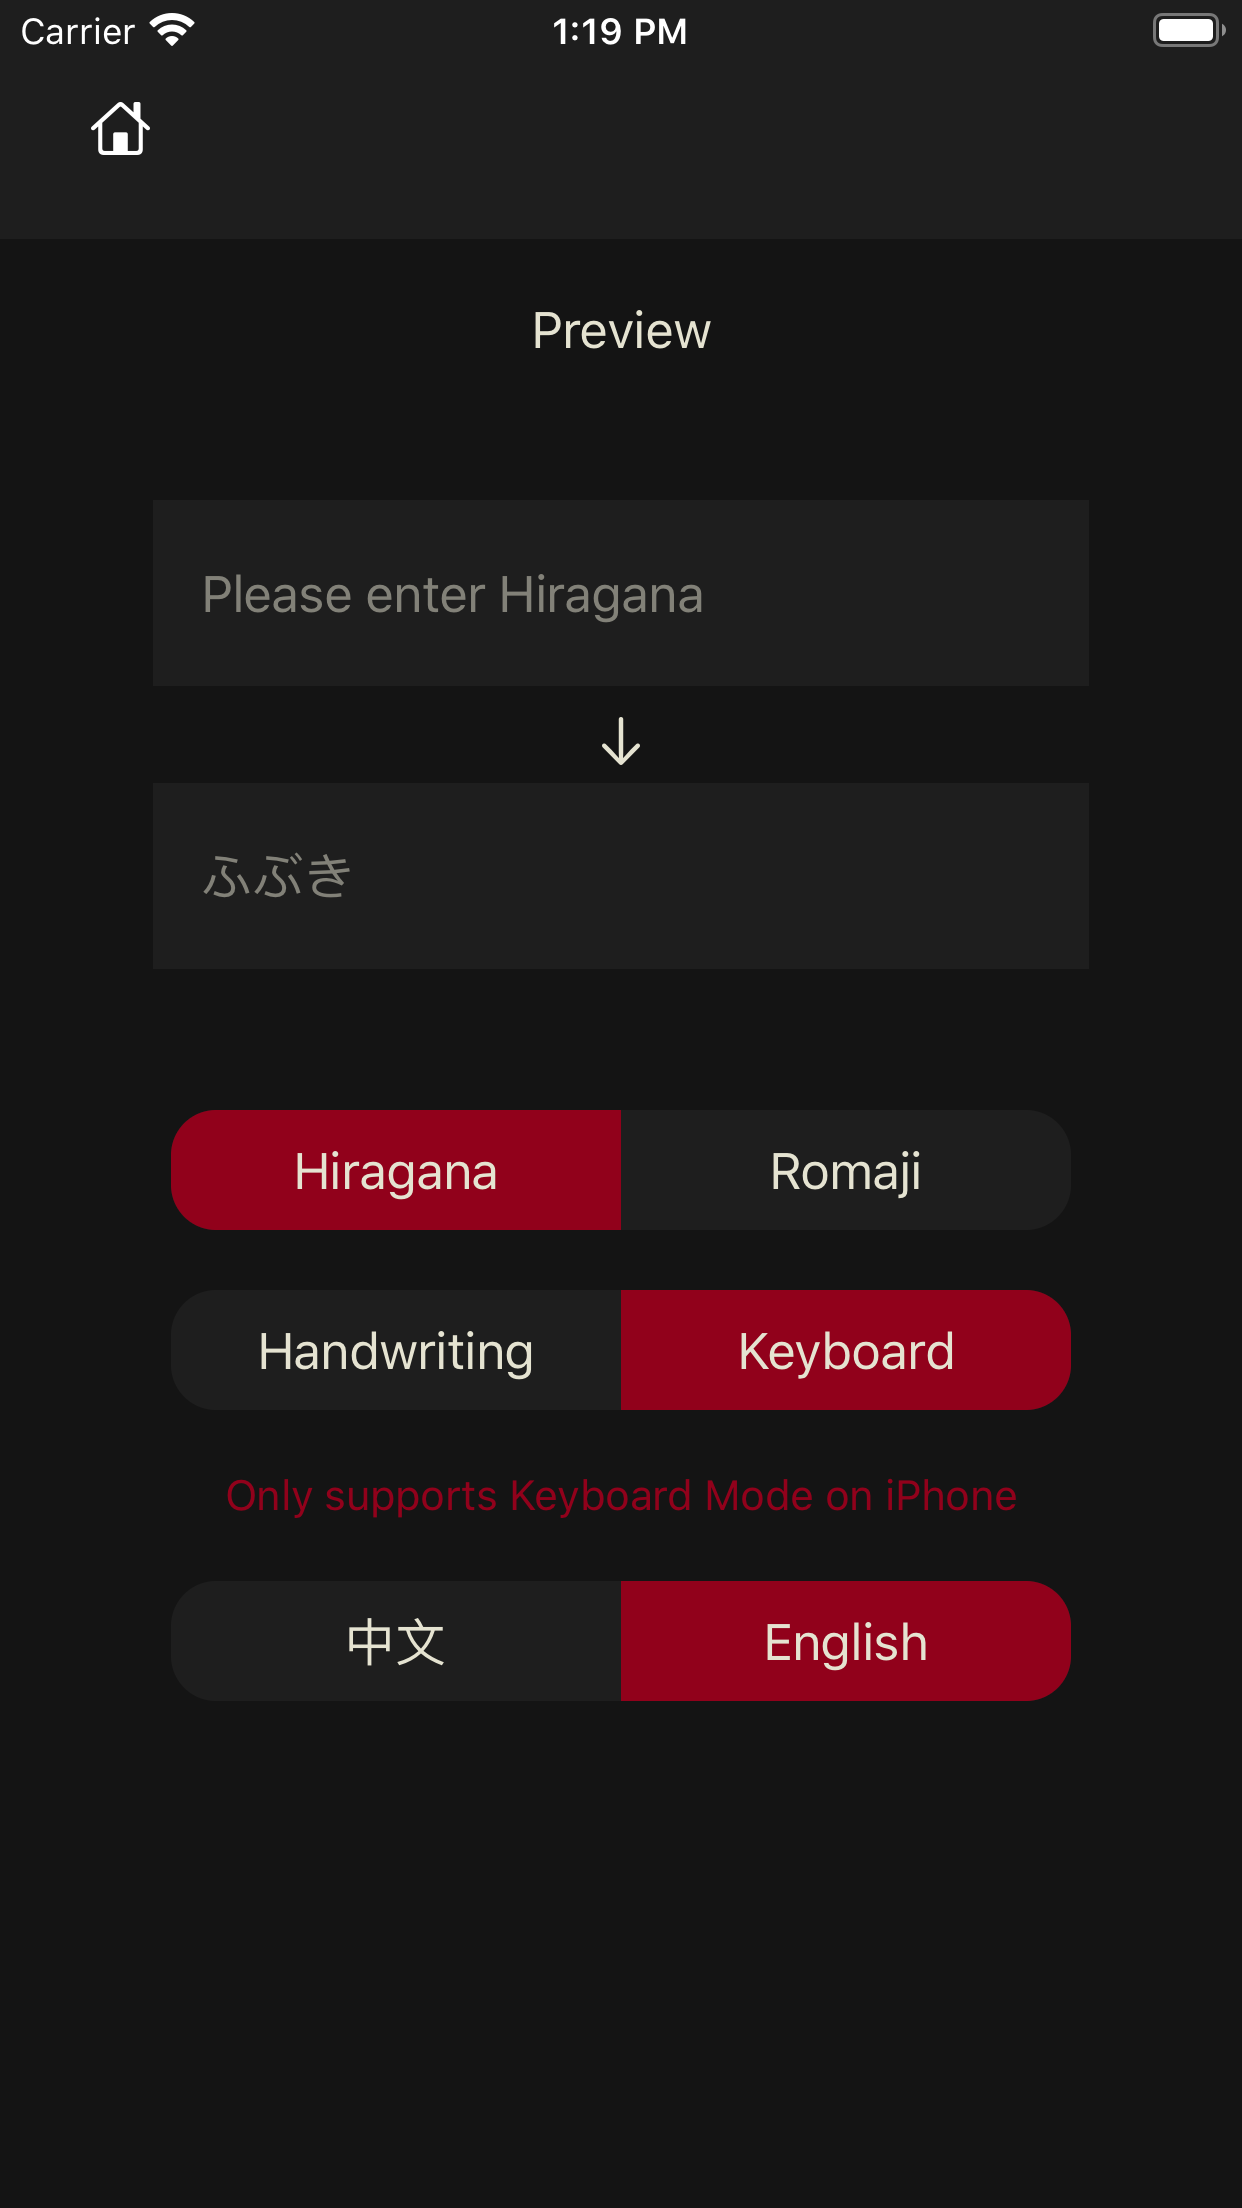 Carrier 1:19 PM
Preview
Please enter Hiragana
ふぶき
Hiragana Romaji
Handwriting Keyboard
Only supports Keyboard Mode on iPhone
中文 English